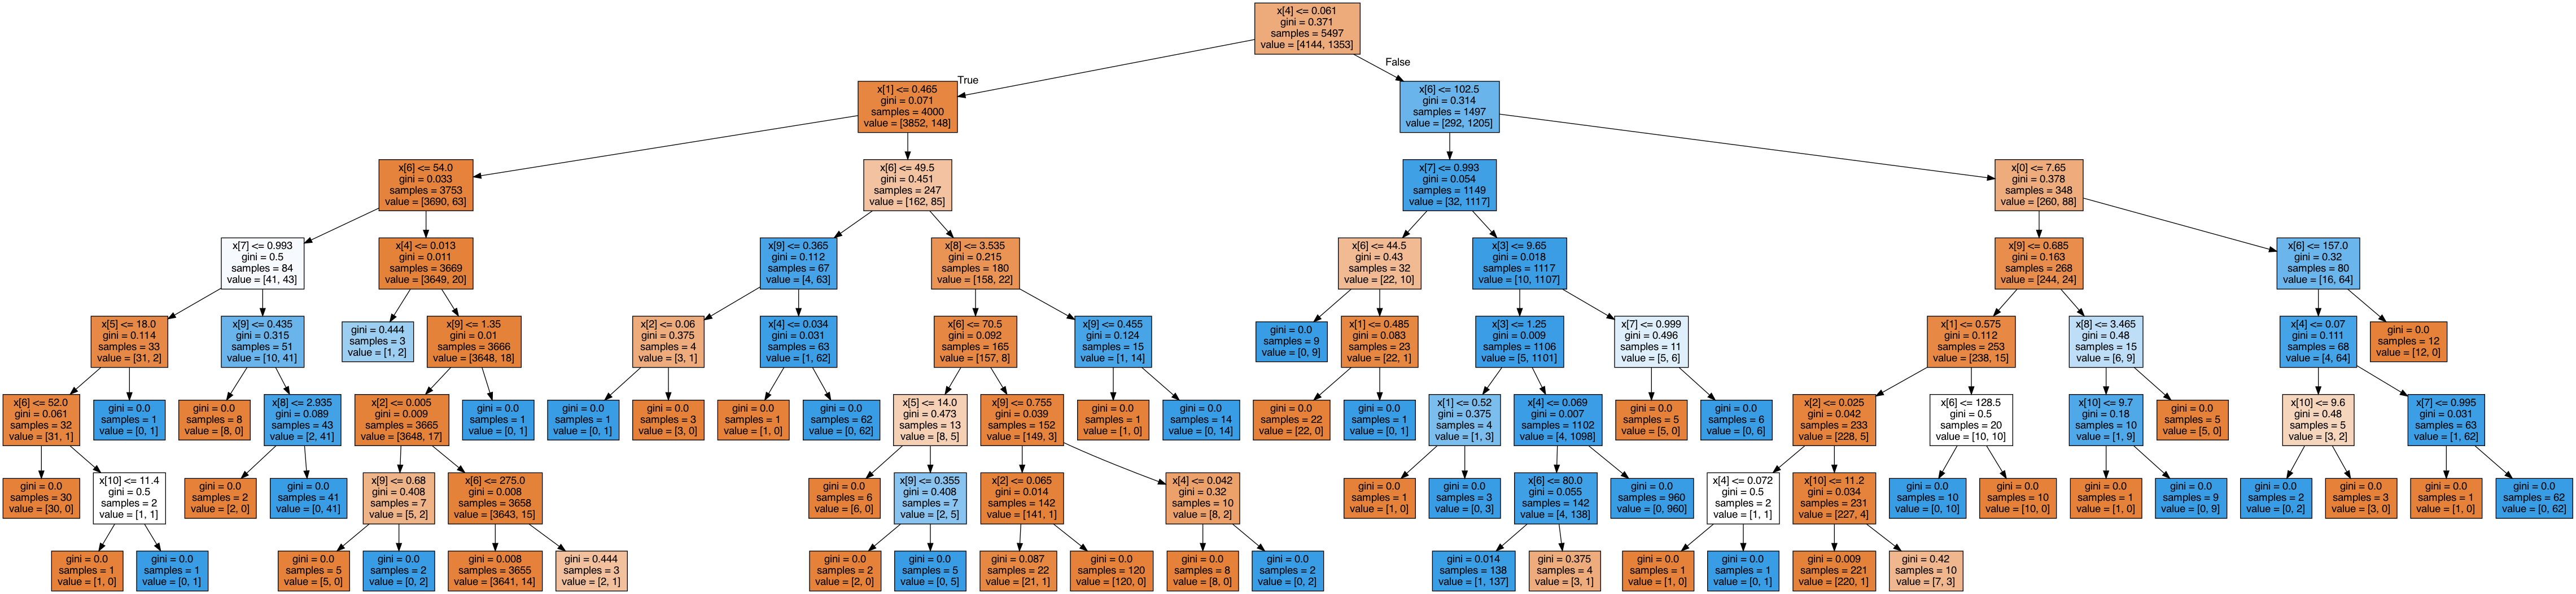 x[4] <= 0.061
gini = 0.371
samples = 5497
value = [4144, 1353]
True
False
x[1] <= 0.465
gini = 0.071
samples = 4000
value = [3852, 148]
x[6] <= 102.5
gini = 0.314
samples = 1497
value = [292, 1205]
x[6] <= 54.0
gini = 0.033
samples = 3753
value = [3690, 63]
x[6] <= 49.5
gini = 0.451
samples = 247
value = [162, 85]
x[7] <= 0.993
gini = 0.054
samples = 1149
value = [32, 1117]
x[0] <= 7.65
gini = 0.378
samples = 348
value = [260, 88]
x[7] <= 0.993
gini = 0.5
samples = 84
value = [41, 43]
x[4] <= 0.013
gini = 0.011
samples = 3669
value = [3649, 20]
x[9] <= 0.365
gini = 0.112
samples = 67
value = [4, 63]
x[8] <= 3.535
gini = 0.215
samples = 180
value = [158, 22]
x[6] <= 44.5
gini = 0.43
samples = 32
value = [22, 10]
x[3] <= 9.65
gini = 0.018
samples = 1117
value = [10, 1107]
x[9] <= 0.685
gini = 0.163
samples = 268
value = [244, 24]
x[6] <= 157.0
gini = 0.32
samples = 80
value = [16, 64]
x[5] <= 18.0
gini = 0.114
samples = 33
value = [31, 2]
x[9] <= 0.435
gini = 0.315
samples = 51
value = [10, 41]
gini = 0.444
samples = 3
value = [1, 2]
x[9] <= 1.35
gini = 0.01
samples = 3666
value = [3648, 18]
x[2] <= 0.06
gini = 0.375
samples = 4
value = [3, 1]
x[4] <= 0.034
gini = 0.031
samples = 63
value = [1, 62]
x[6] <= 70.5
gini = 0.092
samples = 165
value = [157, 8]
x[9] <= 0.455
gini = 0.124
samples = 15
value = [1, 14]
gini = 0.0
samples = 9
value = [0, 9]
x[1] <= 0.485
gini = 0.083
samples = 23
value = [22, 1]
x[3] <= 1.25
gini = 0.009
samples = 1106
value = [5, 1101]
x[7] <= 0.999
gini = 0.496
samples = 11
value = [5, 6]
x[1] <= 0.575
gini = 0.112
samples = 253
value = [238, 15]
x[8] <= 3.465
gini = 0.48
samples = 15
value = [6, 9]
x[4] <= 0.07
gini = 0.111
samples = 68
value = [4, 64]
gini = 0.0
samples = 12
value = [12, 0]
x[6] <= 52.0
gini = 0.061
samples = 32
value = [31, 1]
gini = 0.0
samples = 1
value = [0, 1]
gini = 0.0
samples = 8
value = [8, 0]
x[8] <= 2.935
gini = 0.089
samples = 43
value = [2, 41]
x[2] <= 0.005
gini = 0.009
samples = 3665
value = [3648, 17]
gini = 0.0
samples = 1
value = [0, 1]
gini = 0.0
samples = 1
value = [0, 1]
gini = 0.0
samples = 3
value = [3, 0]
gini = 0.0
samples = 1
value = [1, 0]
gini = 0.0
samples = 62
value = [0, 62]
x[5] <= 14.0
gini = 0.473
samples = 13
value = [8, 5]
x[9] <= 0.755
gini = 0.039
samples = 152
value = [149, 3]
gini = 0.0
samples = 1
value = [1, 0]
gini = 0.0
samples = 14
value = [0, 14]
gini = 0.0
samples = 22
value = [22, 0]
gini = 0.0
samples = 1
value = [0, 1]
x[1] <= 0.52
gini = 0.375
samples = 4
value = [1, 3]
x[4] <= 0.069
gini = 0.007
samples = 1102
value = [4, 1098]
gini = 0.0
samples = 5
value = [5, 0]
gini = 0.0
samples = 6
value = [0, 6]
x[2] <= 0.025
gini = 0.042
samples = 233
value = [228, 5]
x[6] <= 128.5
gini = 0.5
samples = 20
value = [10, 10]
x[10] <= 9.7
gini = 0.18
samples = 10
value = [1, 9]
gini = 0.0
samples = 5
value = [5, 0]
x[10] <= 9.6
gini = 0.48
samples = 5
value = [3, 2]
x[7] <= 0.995
gini = 0.031
samples = 63
value = [1, 62]
gini = 0.0
samples = 30
value = [30, 0]
x[10] <= 11.4
gini = 0.5
samples = 2
value = [1, 1]
gini = 0.0
samples = 2
value = [2, 0]
gini = 0.0
samples = 41
value = [0, 41]
x[9] <= 0.68
gini = 0.408
samples = 7
value = [5, 2]
x[6] <= 275.0
gini = 0.008
samples = 3658
value = [3643, 15]
gini = 0.0
samples = 6
value = [6, 0]
x[9] <= 0.355
gini = 0.408
samples = 7
value = [2, 5]
x[2] <= 0.065
gini = 0.014
samples = 142
value = [141, 1]
x[4] <= 0.042
gini = 0.32
samples = 10
value = [8, 2]
gini = 0.0
samples = 1
value = [1, 0]
gini = 0.0
samples = 3
value = [0, 3]
x[6] <= 80.0
gini = 0.055
samples = 142
value = [4, 138]
gini = 0.0
samples = 960
value = [0, 960]
x[4] <= 0.072
gini = 0.5
samples = 2
value = [1, 1]
x[10] <= 11.2
gini = 0.034
samples = 231
value = [227, 4]
gini = 0.0
samples = 10
value = [0, 10]
gini = 0.0
samples = 10
value = [10, 0]
gini = 0.0
samples = 1
value = [1, 0]
gini = 0.0
samples = 9
value = [0, 9]
gini = 0.0
samples = 2
value = [0, 2]
gini = 0.0
samples = 3
value = [3, 0]
gini = 0.0
samples = 1
value = [1, 0]
gini = 0.0
samples = 62
value = [0, 62]
gini = 0.0
samples = 1
value = [1, 0]
gini = 0.0
samples = 1
value = [0, 1]
gini = 0.0
samples = 5
value = [5, 0]
gini = 0.0
samples = 2
value = [0, 2]
gini = 0.008
samples = 3655
value = [3641, 14]
gini = 0.444
samples = 3
value = [2, 1]
gini = 0.0
samples = 2
value = [2, 0]
gini = 0.0
samples = 5
value = [0, 5]
gini = 0.087
samples = 22
value = [21, 1]
gini = 0.0
samples = 120
value = [120, 0]
gini = 0.0
samples = 8
value = [8, 0]
gini = 0.0
samples = 2
value = [0, 2]
gini = 0.014
samples = 138
value = [1, 137]
gini = 0.375
samples = 4
value = [3, 1]
gini = 0.0
samples = 1
value = [1, 0]
gini = 0.0
samples = 1
value = [0, 1]
gini = 0.009
samples = 221
value = [220, 1]
gini = 0.42
samples = 10
value = [7, 3]